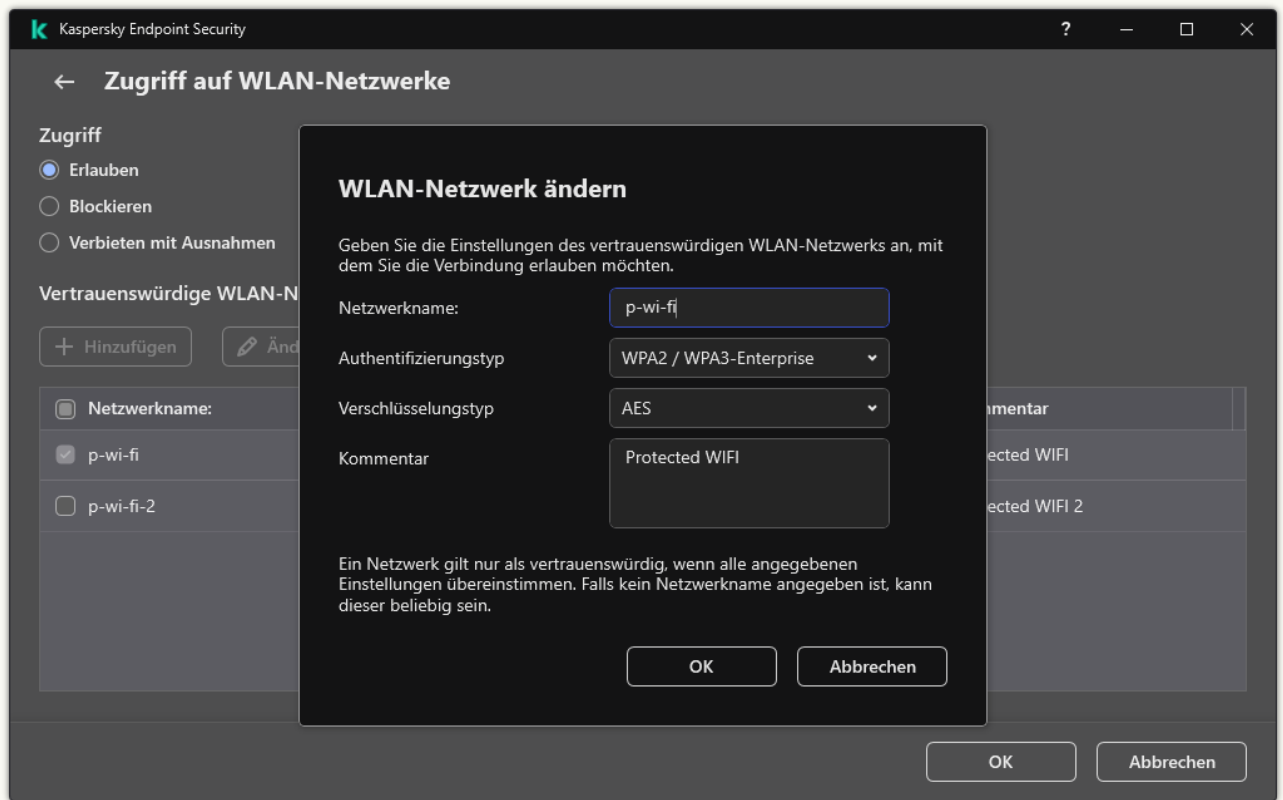 Kaspersky Endpoint Security
?
Zugriff auf WLAN-Netzwerke
Zugriff
Erlauben
Blockieren
Verbieten mit Ausnahmen
Vertrauenswürdige WLAN-N
Hinzufügen
Änd
Netzwerkname:
mmentar
p-wi-fi
ected WIFI
p-wi-fi-2
ected WIFI 2
WLAN-Netzwerk ändern
Geben Sie die Einstellungen des vertrauenswürdigen WLAN-Netzwerks an, mit
dem Sie die Verbindung erlauben möchten.
Netzwerkname:
p-wi-fi
Authentifizierungstyp
WPA2 / WPA3-Enterprise
Verschlüsselungstyp
AES
Kommentar
Protected WIFI
Ein Netzwerk gilt nur als vertrauenswürdig, wenn alle angegebenen
Einstellungen übereinstimmen. Falls kein Netzwerkname angegeben ist, kann
dieser beliebig sein.
OK
Abbrechen
OK
Abbrechen